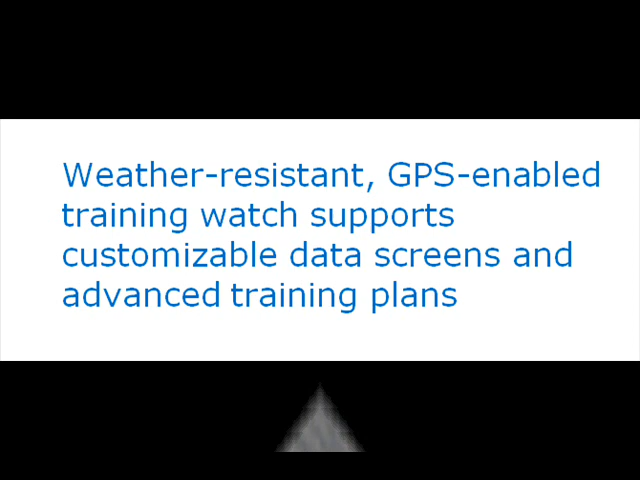 Weather-resistant, GPS-enabled
training watch supports
customizable data screens and
advanced training plans